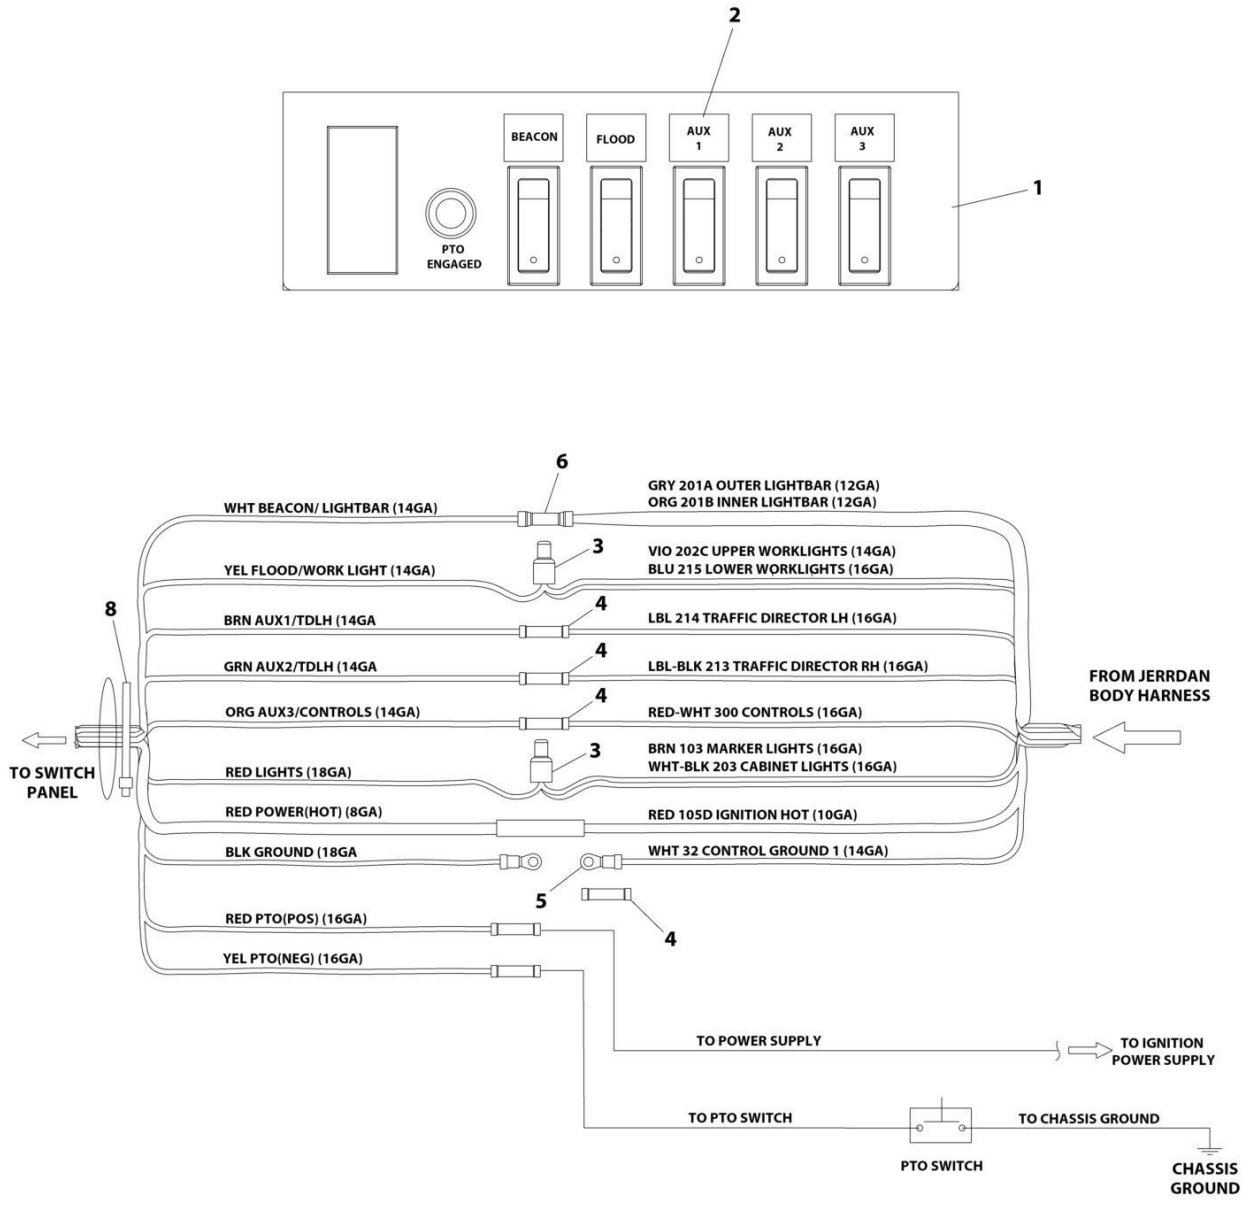 2
BEACON
FLOOD
AUX
1
AUX
2
AUX
3
1
PTO
ENGAGED
6
GRY 201A OUTER LIGHTBAR (12GA)
WHT BEACON/ LIGHTBAR (14GA)
ORG 201B INNER LIGHTBAR (12GA)
3
VIO 202C UPPER WORKLIGHTS (14GA)
YEL FLOOD/WORK LIGHT (14GA)
BLU 215 LOWER WORKLIGHTS (16GA)
8
4
BRN AUX1/TDLH (14GA
LBL 214 TRAFFIC DIRECTOR LH (16GA)
4
GRN AUX2/TDLH (14GA
LBL-BLK 213 TRAFFIC DIRECTOR RH (16GA)
FROM JERRDAN
BODY HARNESS
4
ORG AUX3/CONTROLS (14GA)
RED-WHT 300 CONTROLS (16GA)
3
BRN 103 MARKER LIGHTS (16GA)
TO SWITCH
PANEL
RED LIGHTS (18GA)
WHT-BLK 203 CABINET LIGHTS (16GA)
RED POWER(HOT) (8GA)
RED 105D IGNITION HOT (10GA)
BLK GROUND (18GA
WHT 32 CONTROL GROUND 1 (14GA)
5
4
RED PTO(POS) (16GA)
YEL PTO(NEG) (16GA)
TO POWER SUPPLY
TO IGNITION
POWER SUPPLY
TO PTO SWITCH
TO CHASSIS GROUND
PTO SWITCH
CHASSIS
GROUND